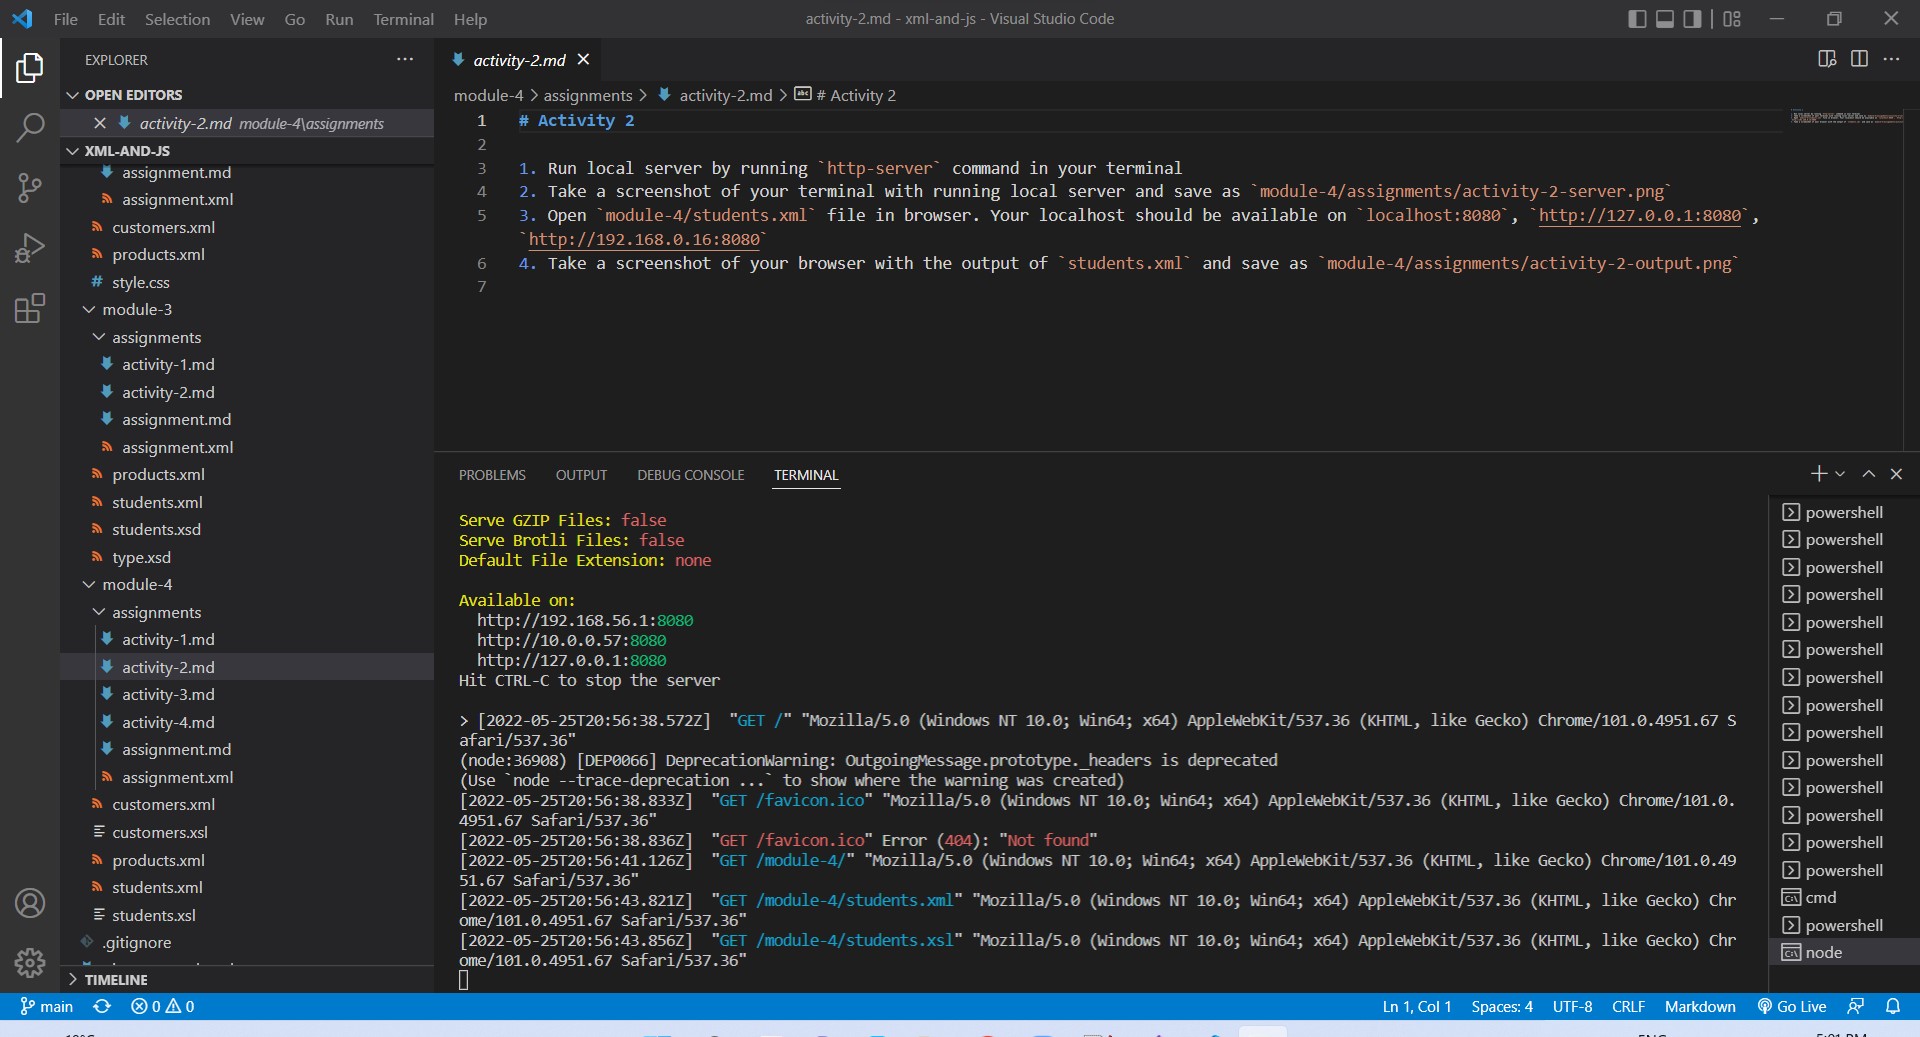 File Edit Selection View Go Run Terminal Help
activity-2.md - xml-and-js - Visual Studio Code
EXPLORER
OPEN EDITORS
activity-2.md module-4\assignments
XML-AND-JS
assignment.md
assignment.xml
customers.xml
products.xml
style.css
module-3
assignments
activity-1.md
activity-2.md
assignment.md
assignment.xml
products.xml
students.xml
students.xsd
type.xsd
module-4
assignments
activity-1.md
activity-2.md
activity-3.md
activity-4.md
assignment.md
assignment.xml
customers.xml
customers.xsl
products.xml
students.xml
students.xsl
.gitignore
TIMELINE
activity-2.md
module-4 > assignments > activity-2.md > # Activity 2
1 # Activity 2
2
3 1. Run local server by running `http-server` command in your terminal
4 2. Take a screenshot of your terminal with running local server and save as `module-4/assignments/activity-2-server.png`
5 3. Open `module-4/students.xml` file in browser. Your localhost should be available on `localhost:8080`, `http://127.0.0.1:8080`,
`http://192.168.0.16:8080`
6 4. Take a screenshot of your browser with the output of `students.xml` and save as `module-4/assignments/activity-2-output.png`
7
PROBLEMS OUTPUT DEBUG CONSOLE TERMINAL
Serve GZIP Files: false
Serve Brotli Files: false
Default File Extension: none
Available on:
http://192.168.56.1:8080
http://10.0.0.57:8080
http://127.0.0.1:8080
Hit CTRL-C to stop the server
> [2022-05-25T20:56:38.572Z]  "GET /" "Mozilla/5.0 (Windows NT 10.0; Win64; x64) AppleWebKit/537.36 (KHTML, like Gecko) Chrome/101.0.4951.67 S
afari/537.36"
(node:36908) [DEP0066] DeprecationWarning: OutgoingMessage.prototype._headers is deprecated
(Use `node --trace-deprecation ...` to show where the warning was created)
[2022-05-25T20:56:38.833Z]  "GET /favicon.ico" "Mozilla/5.0 (Windows NT 10.0; Win64; x64) AppleWebKit/537.36 (KHTML, like Gecko) Chrome/101.0.
4951.67 Safari/537.36"
[2022-05-25T20:56:38.836Z]  "GET /favicon.ico" Error (404): "Not found"
[2022-05-25T20:56:41.126Z]  "GET /module-4/" "Mozilla/5.0 (Windows NT 10.0; Win64; x64) AppleWebKit/537.36 (KHTML, like Gecko) Chrome/101.0.49
51.67 Safari/537.36"
[2022-05-25T20:56:43.821Z]  "GET /module-4/students.xml" "Mozilla/5.0 (Windows NT 10.0; Win64; x64) AppleWebKit/537.36 (KHTML, like Gecko) Chr
ome/101.0.4951.67 Safari/537.36"
[2022-05-25T20:56:43.856Z]  "GET /module-4/students.xsl" "Mozilla/5.0 (Windows NT 10.0; Win64; x64) AppleWebKit/537.36 (KHTML, like Gecko) Chr
ome/101.0.4951.67 Safari/537.36"
powershell
powershell
powershell
powershell
powershell
powershell
powershell
powershell
powershell
powershell
powershell
powershell
powershell
powershell
cmd
powershell
node
main 0 0
Ln 1, Col 1 Spaces: 4 UTF-8 CRLF Markdown Go Live